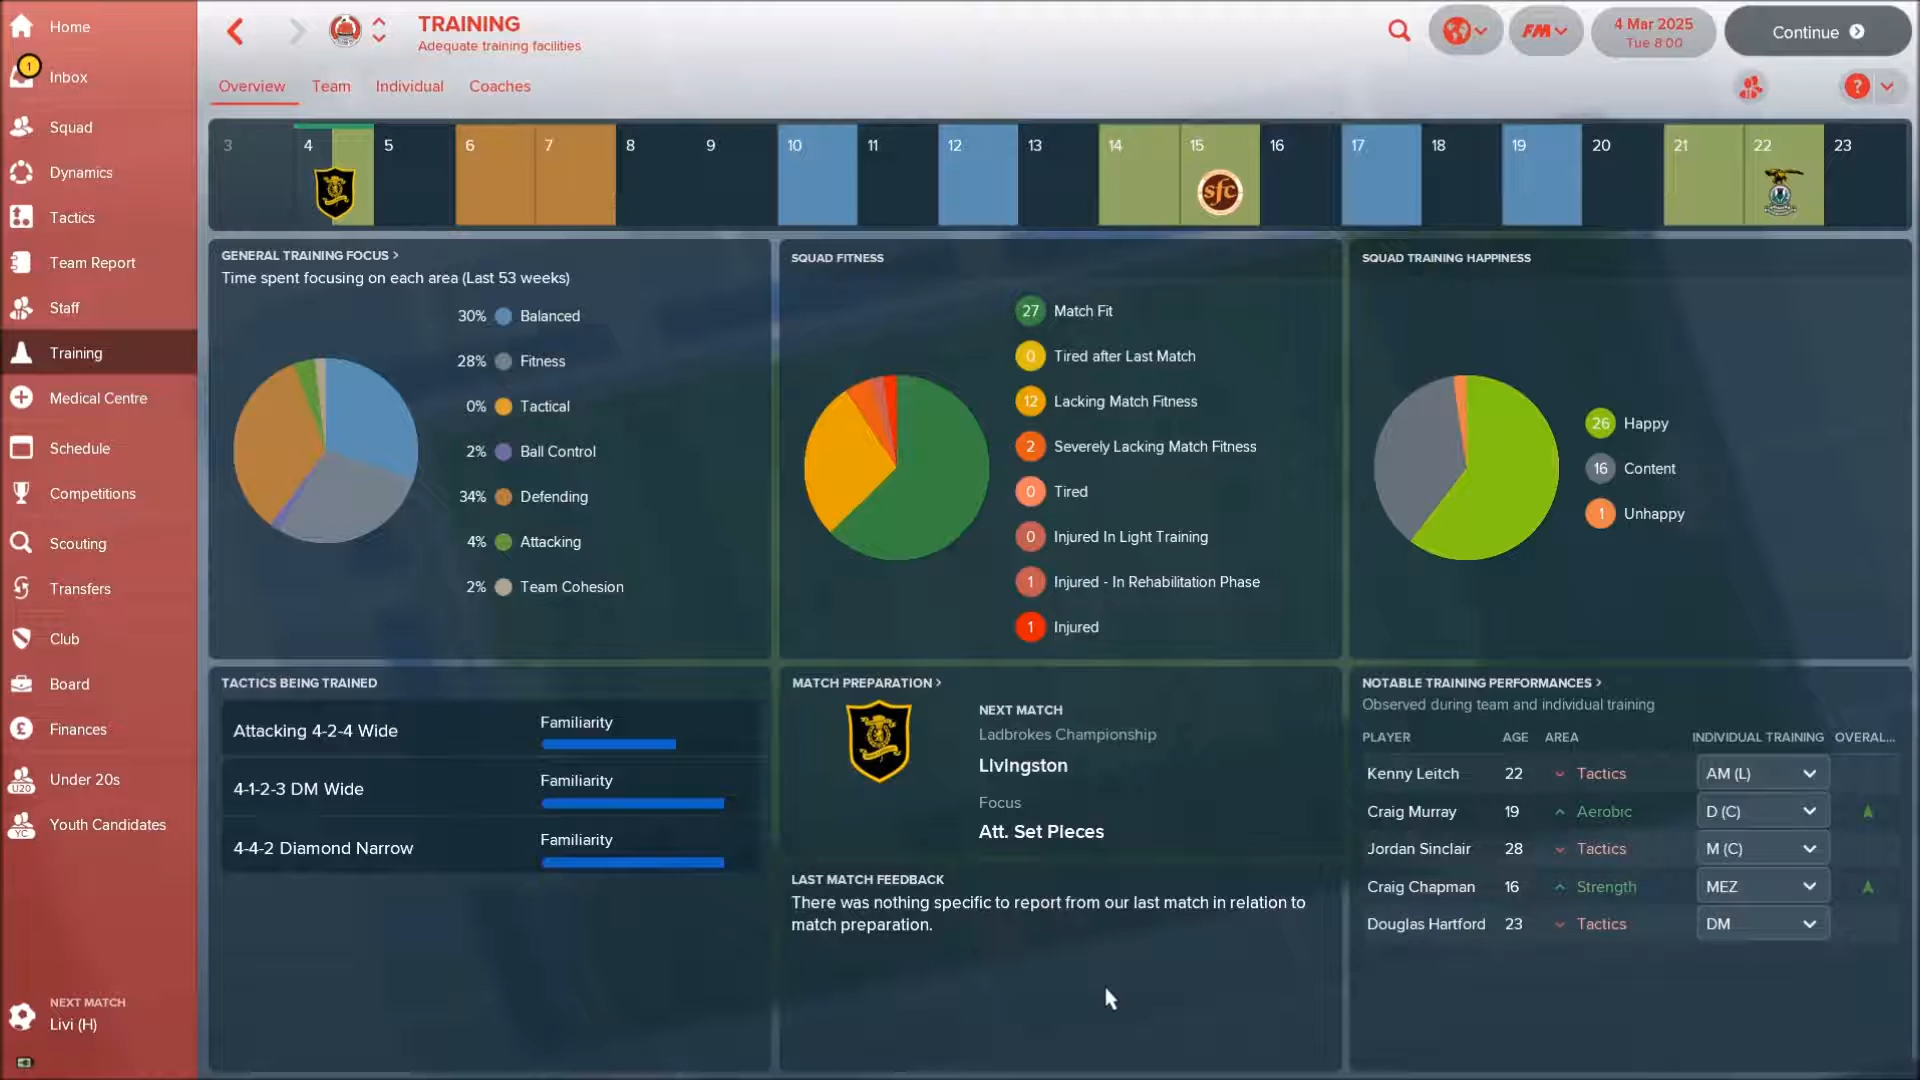 Home
1
Inbox
Squad
Dynamics
Tactics
Team Report
Staff
Training
Medical Centre
Schedule
Competitions
Scouting
Transfers
Club
Board
Finances
U20
Under 20s
YC
Youth Candidates
NEXT MATCH
Livi (H)
TRAINING
Adequate training facilities
FM
4 Mar 2025
Tue 8:00
Continue
Overview Team Individual Coaches
?
3 4 5 6 7 8 9 10 11 12 13 14 15 16 17 18 19 20 21 22 23
sfc
GENERAL TRAINING FOCUS >
Time spent focusing on each area (Last 53 weeks)
30% Balanced
28% Fitness
0% Tactical
2% Ball Control
34% Defending
4% Attacking
2% Team Cohesion
SQUAD FITNESS
27 Match Fit
0 Tired after Last Match
12 Lacking Match Fitness
2 Severely Lacking Match Fitness
0 Tired
0 Injured In Light Training
1 Injured - In Rehabilitation Phase
1 Injured
SQUAD TRAINING HAPPINESS
26 Happy
16 Content
1 Unhappy
TACTICS BEING TRAINED
Attacking 4-2-4 Wide Familiarity
4-1-2-3 DM Wide Familiarity
4-4-2 Diamond Narrow Familiarity
MATCH PREPARATION >
NEXT MATCH
Ladbrokes Championship
Livingston
Focus
Att. Set Pieces
LAST MATCH FEEDBACK
There was nothing specific to report from our last match in relation to
match preparation.
NOTABLE TRAINING PERFORMANCES >
Observed during team and individual training
PLAYER AGE AREA INDIVIDUAL TRAINING OVERAL...
Kenny Leitch 22 Tactics AM (L)
Craig Murray 19 Aerobic D (C)
Jordan Sinclair 28 Tactics M (C)
Craig Chapman 16 Strength MEZ
Douglas Hartford 23 Tactics DM